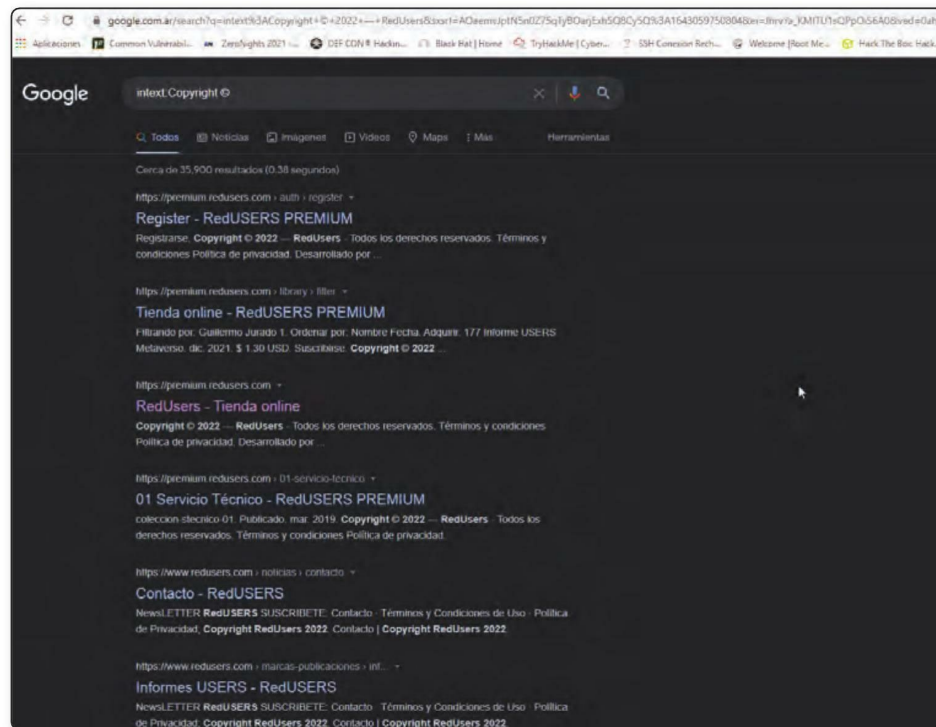 google.com.ar/search?q=intext%3ACopyright+©+2022+—+RedUsers
Aplicaciones Common Vulnerabili... ZeroNights 2021 DEF CON® Hackin... Black Hat | Home TryHackMe | Cyber... SSH Conexion Rech... Welcome [Root Me... Hack The Box: Hack
Google
intext:Copyright ©
Todos Noticias Imágenes Videos Maps Más Herramientas
Cerca de 35,900 resultados (0.38 segundos)
https://premium.redusers.com › auth › register
Register - RedUSERS PREMIUM
Registrarse. Copyright © 2022 — RedUsers · Todos los derechos reservados. Términos y
condiciones Política de privacidad. Desarrollado por ...
https://premium.redusers.com › library › filter
Tienda online - RedUSERS PREMIUM
Filtrando por: Guillermo Jurado 1. Ordenar por: Nombre Fecha. Adquirir. 177 Informe USERS
Metaverso. dic. 2021. $ 1.30 USD. Suscribirse. Copyright © 2022 ...
https://premium.redusers.com
RedUsers - Tienda online
Copyright © 2022 — RedUsers · Todos los derechos reservados. Términos y condiciones
Política de privacidad. Desarrollado por ...
https://premium.redusers.com › 01-servicio-tecnico
01 Servicio Técnico - RedUSERS PREMIUM
coleccion-stecnico-01. Publicado. mar. 2019. Copyright © 2022 — RedUsers · Todos los
derechos reservados. Términos y condiciones Política de privacidad.
https://www.redusers.com › noticias › contacto
Contacto - RedUSERS
NewsLETTER RedUSERS SUSCRIBETE: Contacto · Términos y Condiciones de Uso · Política
de Privacidad; Copyright RedUsers 2022. Contacto | Copyright RedUsers 2022.
https://www.redusers.com › marcas-publicaciones › inf...
Informes USERS - RedUSERS
NewsLETTER RedUSERS SUSCRIBETE: Contacto · Términos y Condiciones de Uso · Política
de Privacidad; Copyright RedUsers 2022. Contacto | Copyright RedUsers 2022.